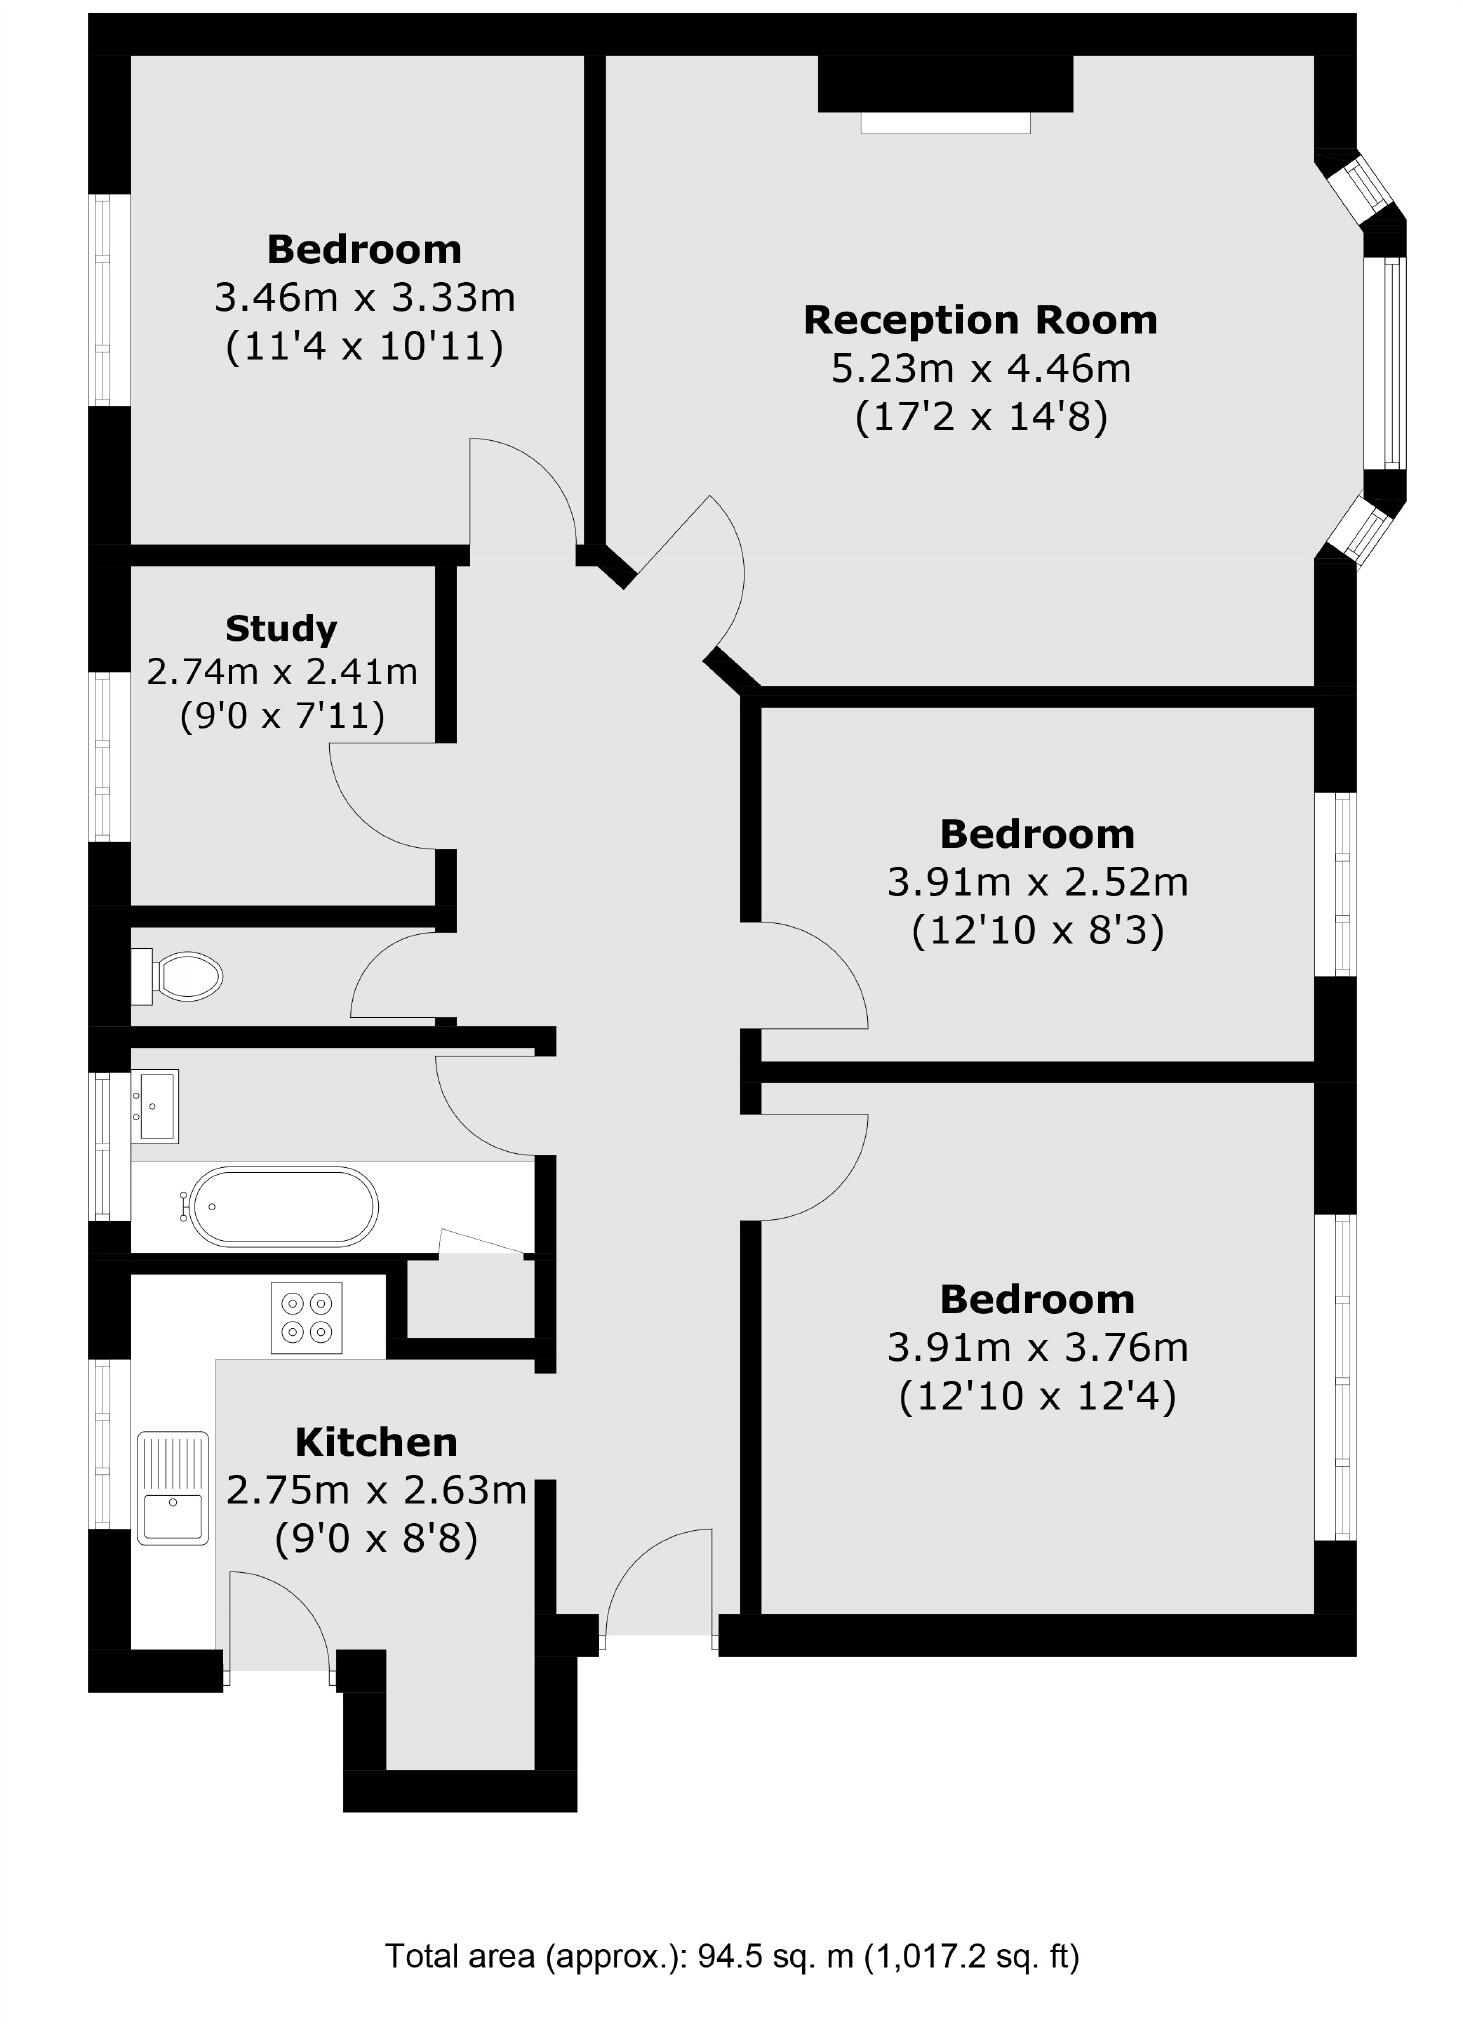 Bedroom
3.46m x 3.33m
(11'4 x 10'11)
Reception Room
5.23m x 4.46m
(17'2 x 14'8)
Study
2.74m x 2.41m
(9'0 x 7'11)
Bedroom
3.91m x 2.52m
(12'10 x 8'3)
Bedroom
3.91m x 3.76m
(12'10 x 12'4)
Kitchen
2.75m x 2.63m
(9'0 x 8'8)
Total area (approx.): 94.5 sq. m (1,017.2 sq. ft)